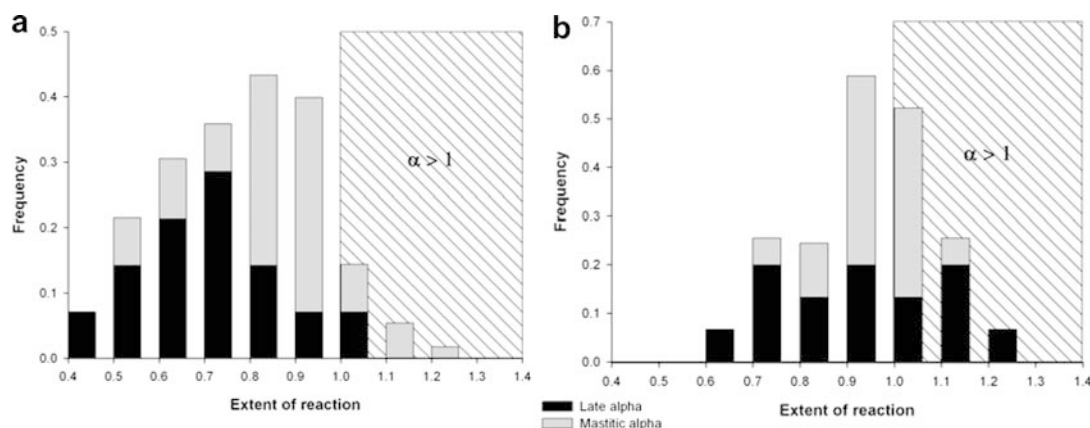 a
0.5
0.4
0.3
0.2
0.1
0.0
Frequency
α > 1
0.4 0.5 0.6 0.7 0.8 0.9 1.0 1.1 1.2 1.3 1.4
Extent of reaction
b
0.7
0.6
0.5
0.4
0.3
0.2
0.1
0.0
Frequency
α > 1
0.4 0.5 0.6 0.7 0.8 0.9 1.0 1.1 1.2 1.3 1.4
Extent of reaction
Late alpha
Mastitic alpha